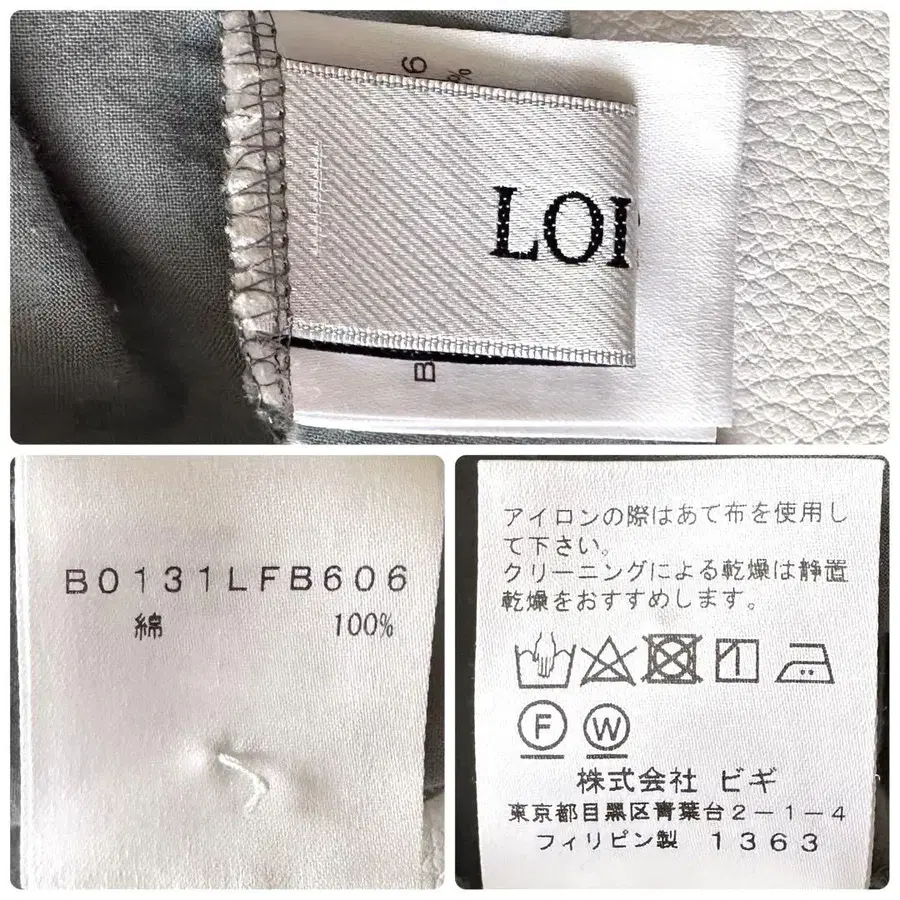 6
%
LOI
B
B0131LFB606
綿 100%
アイロンの際はあて布を使用し
て下さい。
クリーニングによる乾燥は静置
乾燥をおすすめします。
F W
株式会社 ビギ
東京都目黒区青葉台2-1-4
フィリピン製 1363